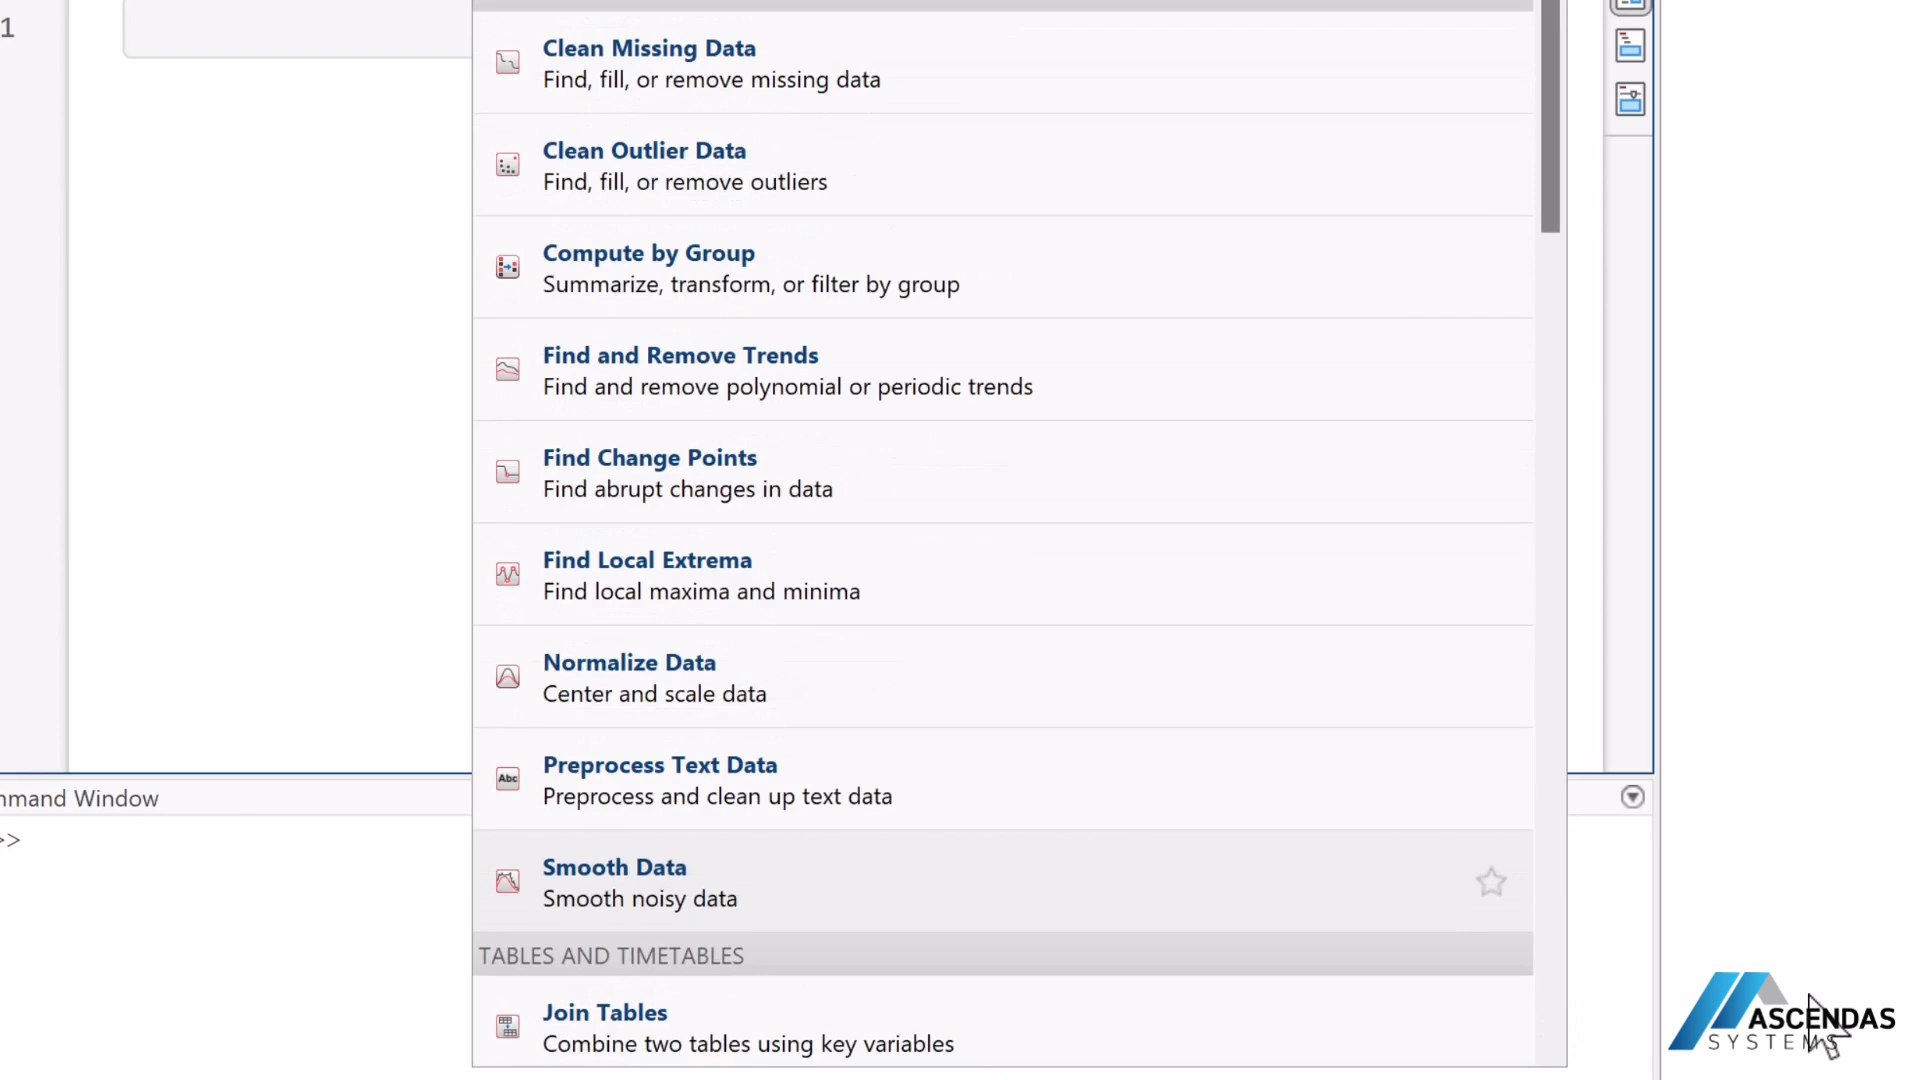 1
Clean Missing Data
Find, fill, or remove missing data
Clean Outlier Data
Find, fill, or remove outliers
Compute by Group
Summarize, transform, or filter by group
Find and Remove Trends
Find and remove polynomial or periodic trends
Find Change Points
Find abrupt changes in data
Find Local Extrema
Find local maxima and minima
Normalize Data
Center and scale data
Abc
Preprocess Text Data
Preprocess and clean up text data
mmand Window
>>
Smooth Data
Smooth noisy data
TABLES AND TIMETABLES
Join Tables
Combine two tables using key variables
ASCENDAS
SYSTEMS